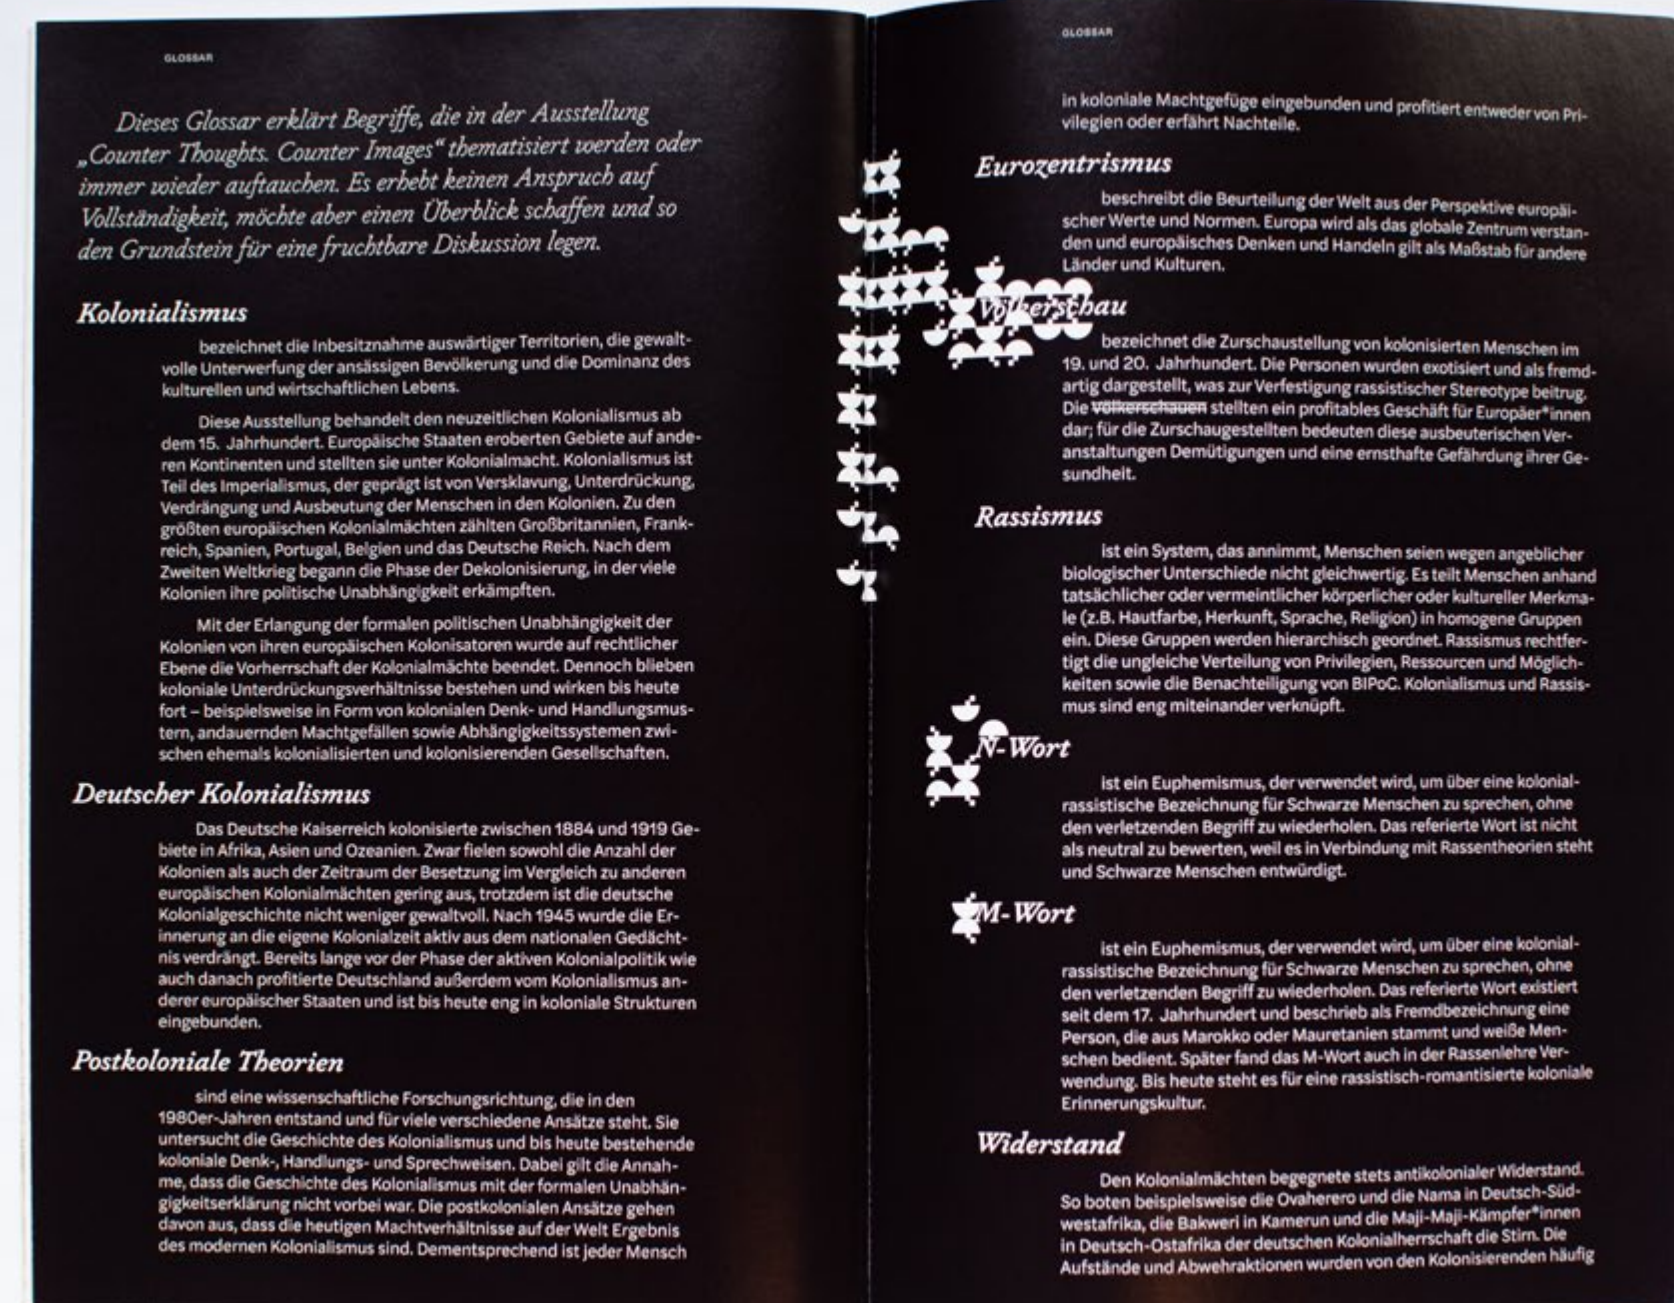 GLOSSAR
Dieses Glossar erklärt Begriffe, die in der Ausstellung
„Counter Thoughts. Counter Images“ thematisiert werden oder
immer wieder auftauchen. Es erhebt keinen Anspruch auf
Vollständigkeit, möchte aber einen Überblick schaffen und so
den Grundstein für eine fruchtbare Diskussion legen.
Kolonialismus
bezeichnet die Inbesitznahme auswärtiger Territorien, die gewalt-
volle Unterwerfung der ansässigen Bevölkerung und die Dominanz des
kulturellen und wirtschaftlichen Lebens.
Diese Ausstellung behandelt den neuzeitlichen Kolonialismus ab
dem 15. Jahrhundert. Europäische Staaten eroberten Gebiete auf ande-
ren Kontinenten und stellten sie unter Kolonialmacht. Kolonialismus ist
Teil des Imperialismus, der geprägt ist von Versklavung, Unterdrückung,
Verdrängung und Ausbeutung der Menschen in den Kolonien. Zu den
größten europäischen Kolonialmächten zählten Großbritannien, Frank-
reich, Spanien, Portugal, Belgien und das Deutsche Reich. Nach dem
Zweiten Weltkrieg begann die Phase der Dekolonisierung, in der viele
Kolonien ihre politische Unabhängigkeit erkämpften.
Mit der Erlangung der formalen politischen Unabhängigkeit der
Kolonien von ihren europäischen Kolonisatoren wurde auf rechtlicher
Ebene die Vorherrschaft der Kolonialmächte beendet. Dennoch blieben
koloniale Unterdrückungsverhältnisse bestehen und wirken bis heute
fort – beispielsweise in Form von kolonialen Denk- und Handlungsmus-
tern, andauernden Machtgefällen sowie Abhängigkeitssystemen zwi-
schen ehemals kolonialisierten und kolonisierenden Gesellschaften.
Deutscher Kolonialismus
Das Deutsche Kaiserreich kolonisierte zwischen 1884 und 1919 Ge-
biete in Afrika, Asien und Ozeanien. Zwar fielen sowohl die Anzahl der
Kolonien als auch der Zeitraum der Besetzung im Vergleich zu anderen
europäischen Kolonialmächten gering aus, trotzdem ist die deutsche
Kolonialgeschichte nicht weniger gewaltvoll. Nach 1945 wurde die Er-
innerung an die eigene Kolonialzeit aktiv aus dem nationalen Gedächt-
nis verdrängt. Bereits lange vor der Phase der aktiven Kolonialpolitik wie
auch danach profitierte Deutschland außerdem vom Kolonialismus an-
derer europäischer Staaten und ist bis heute eng in koloniale Strukturen
eingebunden.
Postkoloniale Theorien
sind eine wissenschaftliche Forschungsrichtung, die in den
1980er-Jahren entstand und für viele verschiedene Ansätze steht. Sie
untersucht die Geschichte des Kolonialismus und bis heute bestehende
koloniale Denk-, Handlungs- und Sprechweisen. Dabei gilt die Annah-
me, dass die Geschichte des Kolonialismus mit der formalen Unabhän-
gigkeitserklärung nicht vorbei war. Die postkolonialen Ansätze gehen
davon aus, dass die heutigen Machtverhältnisse auf der Welt Ergebnis
des modernen Kolonialismus sind. Dementsprechend ist jeder Mensch
GLOSSAR
in koloniale Machtgefüge eingebunden und profitiert entweder von Pri-
vilegien oder erfährt Nachteile.
Eurozentrismus
beschreibt die Beurteilung der Welt aus der Perspektive europäi-
scher Werte und Normen. Europa wird als das globale Zentrum verstan-
den und europäisches Denken und Handeln gilt als Maßstab für andere
Länder und Kulturen.
Völkerschau
bezeichnet die Zurschaustellung von kolonisierten Menschen im
19. und 20. Jahrhundert. Die Personen wurden exotisiert und als fremd-
artig dargestellt, was zur Verfestigung rassistischer Stereotype beitrug.
Die Völkerschauen stellten ein profitables Geschäft für Europäer*innen
dar; für die Zurschaugestellten bedeuten diese ausbeuterischen Ver-
anstaltungen Demütigungen und eine ernsthafte Gefährdung ihrer Ge-
sundheit.
Rassismus
ist ein System, das annimmt, Menschen seien wegen angeblicher
biologischer Unterschiede nicht gleichwertig. Es teilt Menschen anhand
tatsächlicher oder vermeintlicher körperlicher oder kultureller Merkma-
le (z.B. Hautfarbe, Herkunft, Sprache, Religion) in homogene Gruppen
ein. Diese Gruppen werden hierarchisch geordnet. Rassismus rechtfer-
tigt die ungleiche Verteilung von Privilegien, Ressourcen und Möglich-
keiten sowie die Benachteiligung von BIPoC. Kolonialismus und Rassis-
mus sind eng miteinander verknüpft.
N-Wort
ist ein Euphemismus, der verwendet wird, um über eine kolonial-
rassistische Bezeichnung für Schwarze Menschen zu sprechen, ohne
den verletzenden Begriff zu wiederholen. Das referierte Wort ist nicht
als neutral zu bewerten, weil es in Verbindung mit Rassentheorien steht
und Schwarze Menschen entwürdigt.
M-Wort
ist ein Euphemismus, der verwendet wird, um über eine kolonial-
rassistische Bezeichnung für Schwarze Menschen zu sprechen, ohne
den verletzenden Begriff zu wiederholen. Das referierte Wort existiert
seit dem 17. Jahrhundert und beschrieb als Fremdbezeichnung eine
Person, die aus Marokko oder Mauretanien stammt und weiße Men-
schen bedient. Später fand das M-Wort auch in der Rassenlehre Ver-
wendung. Bis heute steht es für eine rassistisch-romantisierte koloniale
Erinnerungskultur.
Widerstand
Den Kolonialmächten begegnete stets antikolonialer Widerstand.
So boten beispielsweise die Ovaherero und die Nama in Deutsch-Süd-
westafrika, die Bakweri in Kamerun und die Maji-Maji-Kämpfer*innen
in Deutsch-Ostafrika der deutschen Kolonialherrschaft die Stirn. Die
Aufstände und Abwehraktionen wurden von den Kolonisierenden häufig